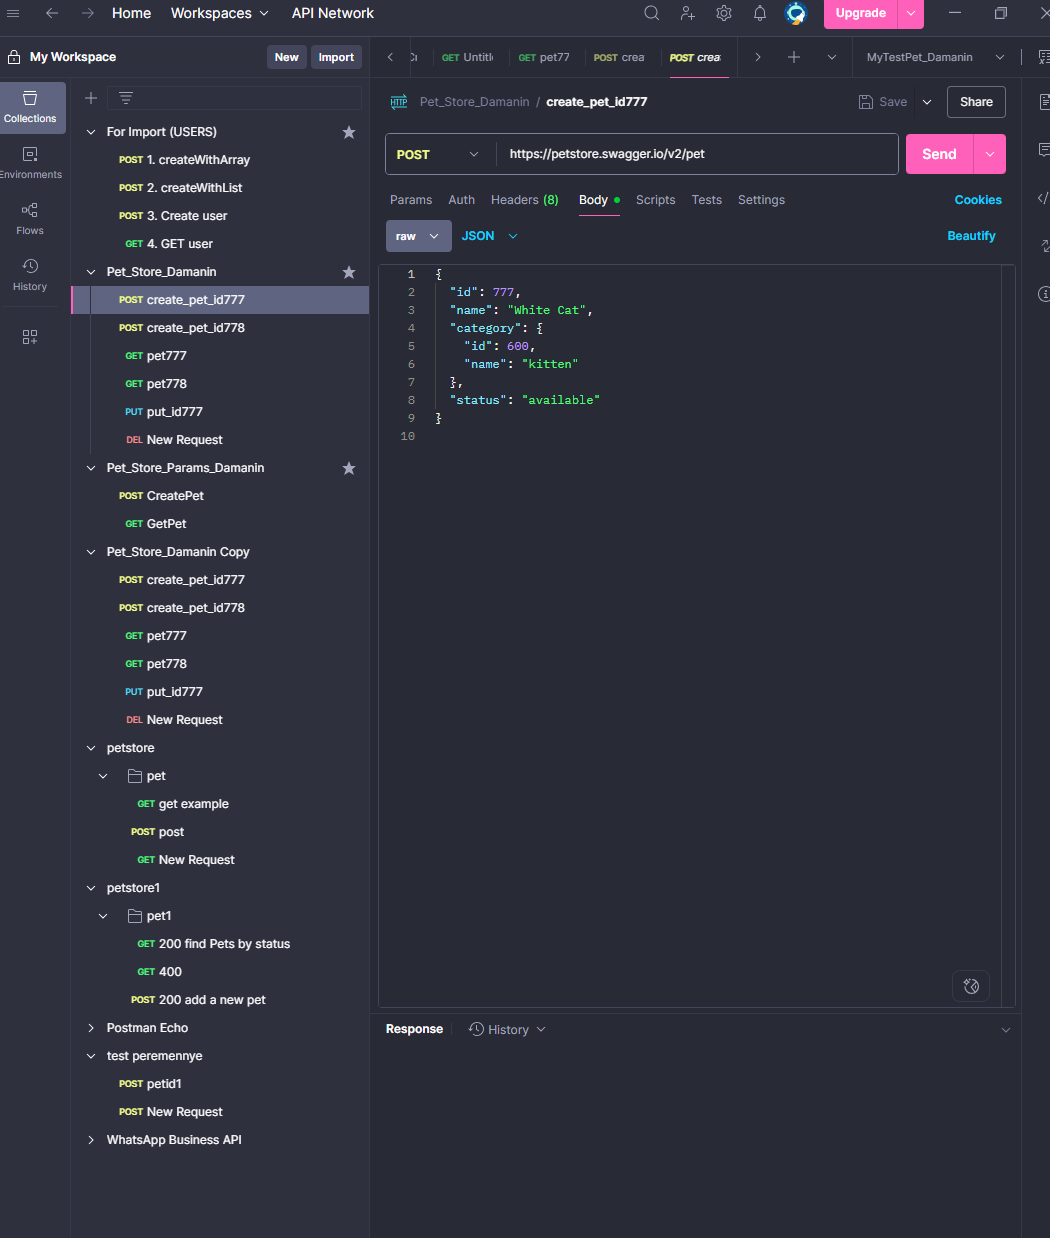 Home Workspaces API Network Upgrade
My Workspace New Import
GET Untitl GET pet77 POST crea POST crea MyTestPet_Damanin
Collections
Environments
Flows
History
For Import (USERS)
POST 1. createWithArray
POST 2. createWithList
POST 3. Create user
GET 4. GET user
Pet_Store_Damanin
POST create_pet_id777
POST create_pet_id778
GET pet777
GET pet778
PUT put_id777
DEL New Request
Pet_Store_Params_Damanin
POST CreatePet
GET GetPet
Pet_Store_Damanin Copy
POST create_pet_id777
POST create_pet_id778
GET pet777
GET pet778
PUT put_id777
DEL New Request
petstore
pet
GET get example
POST post
GET New Request
petstore1
pet1
GET 200 find Pets by status
GET 400
POST 200 add a new pet
Postman Echo
test peremennye
POST petid1
POST New Request
WhatsApp Business API
HTTP Pet_Store_Damanin / create_pet_id777 Save Share
POST https://petstore.swagger.io/v2/pet Send
Params Auth Headers (8) Body Scripts Tests Settings Cookies
raw JSON Beautify
1 {
2 "id": 777,
3 "name": "White Cat",
4 "category": {
5 "id": 600,
6 "name": "kitten"
7 },
8 "status": "available"
9 }
10
Response History